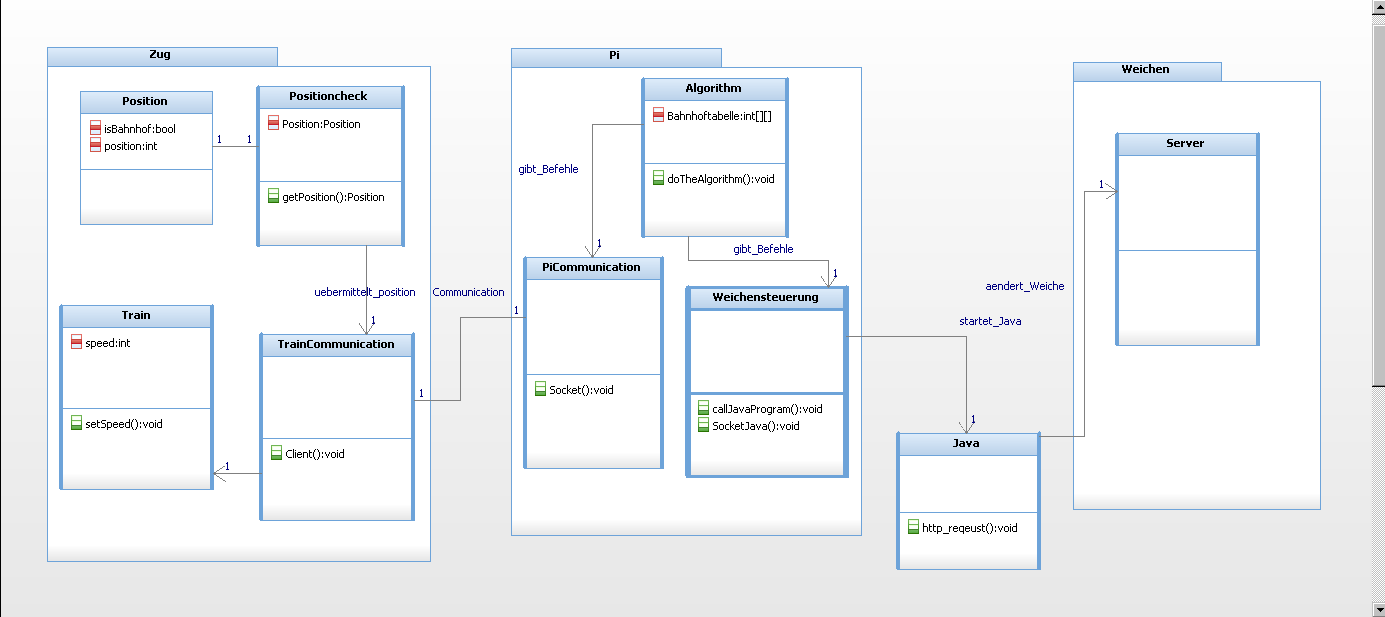 Zug
Position
isBahnhof:bool
position:int
1
1
Positioncheck
Position:Position
getPosition():Position
uebermittelt_position
1
Train
speed:int
setSpeed():void
1
TrainCommunication
Client():void
1
Communication
1
Pi
Algorithm
Bahnhoftabelle:int[][]
doTheAlgorithm():void
gibt_Befehle
1
gibt_Befehle
1
PiCommunication
Socket():void
Weichensteuerung
callJavaProgram():void
SocketJava():void
startet_Java
1
Java
http_reqeust():void
aendert_Weiche
1
Weichen
Server